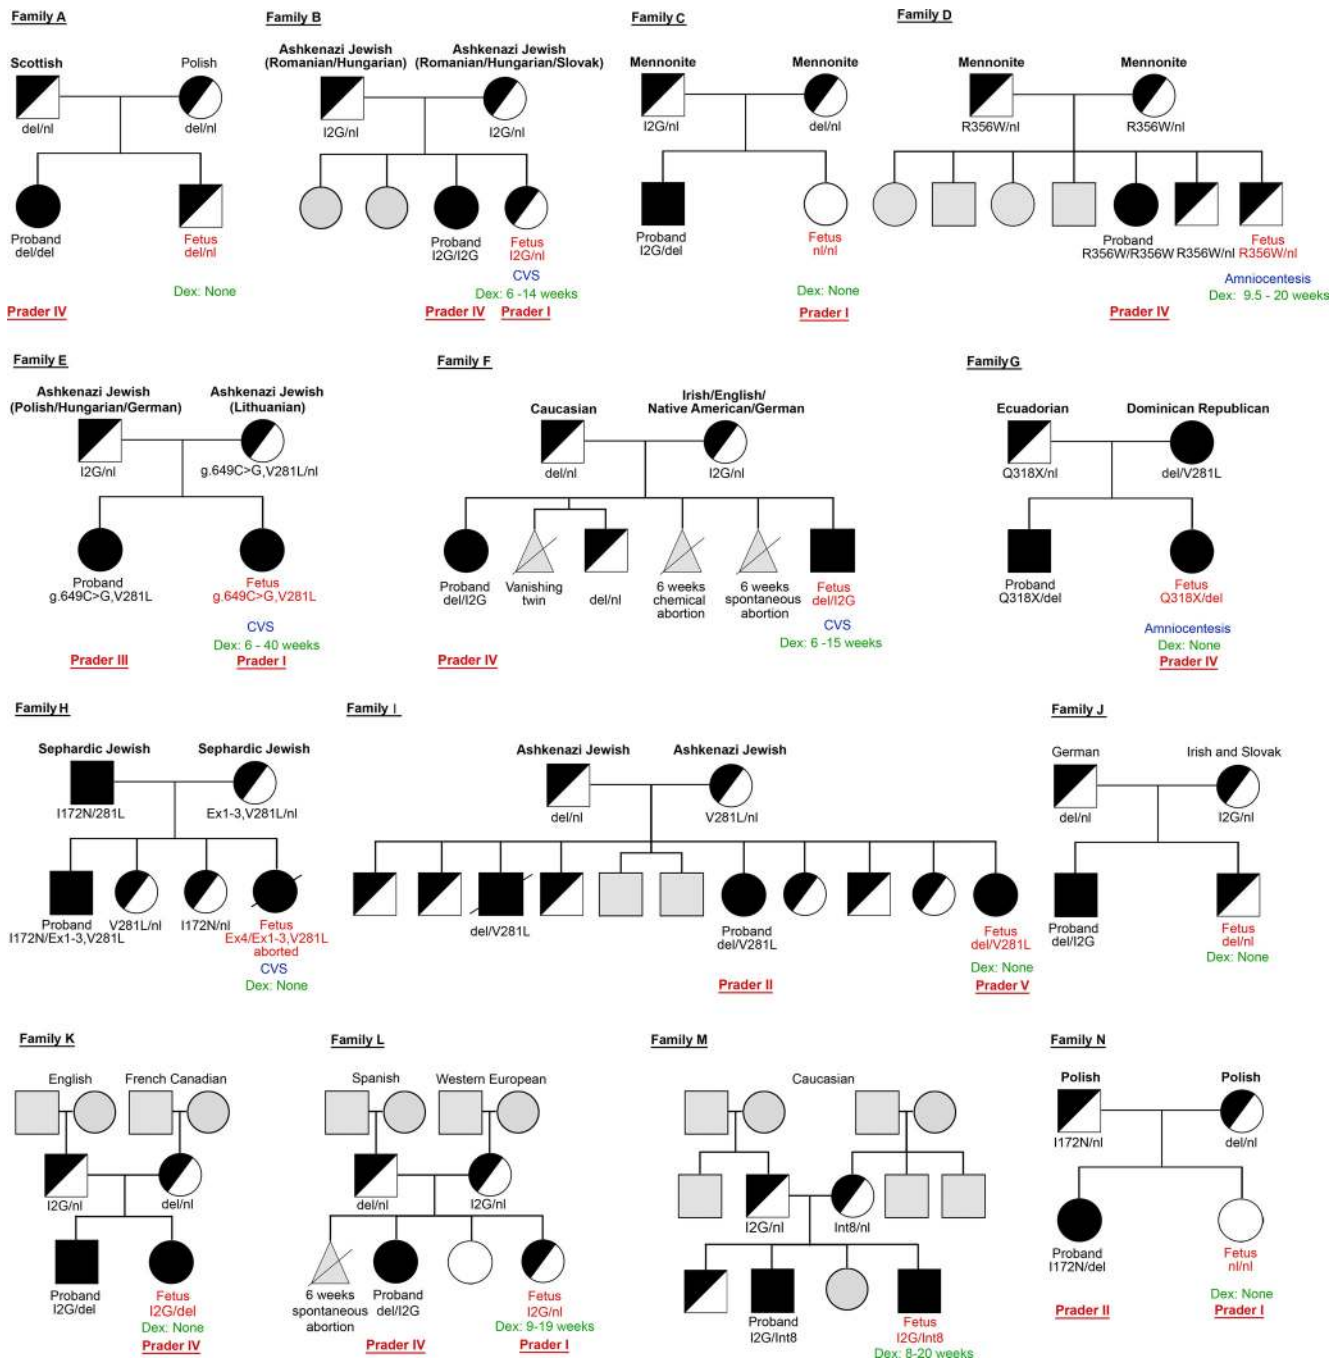 Family A
Scottish
Polish
del/nl
del/nl
Proband
del/del
Fetus
del/nl
Dex: None
Prader IV
Family B
Ashkenazi Jewish
(Romanian/Hungarian)
Ashkenazi Jewish
(Romanian/Hungarian/Slovak)
I2G/nl
I2G/nl
Proband
I2G/I2G
Fetus
I2G/nl
CVS
Dex: 6 -14 weeks
Prader IV
Prader I
Family C
Mennonite
Mennonite
I2G/nl
del/nl
Proband
I2G/del
Fetus
nl/nl
Dex: None
Prader I
Family D
Mennonite
Mennonite
R356W/nl
R356W/nl
Proband
R356W/R356W
R356W/nl
Fetus
R356W/nl
Amniocentesis
Dex: 9.5 - 20 weeks
Prader IV
Family E
Ashkenazi Jewish
(Polish/Hungarian/German)
Ashkenazi Jewish
(Lithuanian)
I2G/nl
g.649C>G,V281L/nl
Proband
g.649C>G,V281L
Fetus
g.649C>G,V281L
CVS
Dex: 6 - 40 weeks
Prader III
Prader I
Family F
Caucasian
Irish/English/
Native American/German
del/nl
I2G/nl
Proband
del/I2G
Vanishing
twin
del/nl
6 weeks
chemical
abortion
6 weeks
spontaneous
abortion
Fetus
del/I2G
CVS
Dex: 6 -15 weeks
Prader IV
Family G
Ecuadorian
Dominican Republican
Q318X/nl
del/V281L
Proband
Q318X/del
Fetus
Q318X/del
Amniocentesis
Dex: None
Prader IV
Family H
Sephardic Jewish
Sephardic Jewish
I172N/281L
Ex1-3,V281L/nl
Proband
I172N/Ex1-3,V281L
V281L/nl
I172N/nl
Fetus
Ex4/Ex1-3,V281L
aborted
CVS
Dex: None
Family I
Ashkenazi Jewish
Ashkenazi Jewish
del/nl
V281L/nl
del/V281L
Proband
del/V281L
Fetus
del/V281L
Dex: None
Prader II
Prader V
Family J
German
Irish and Slovak
del/nl
I2G/nl
Proband
del/I2G
Fetus
del/nl
Dex: None
Family K
English
French Canadian
I2G/nl
del/nl
Proband
I2G/del
Fetus
I2G/del
Dex: None
Prader IV
Family L
Spanish
Western European
del/nl
I2G/nl
6 weeks
spontaneous
abortion
Proband
del/I2G
Fetus
I2G/nl
Dex: 9-19 weeks
Prader IV
Prader I
Family M
Caucasian
I2G/nl
Int8/nl
Proband
I2G/Int8
Fetus
I2G/Int8
Dex: 8-20 weeks
Family N
Polish
Polish
I172N/nl
del/nl
Proband
I172N/del
Fetus
nl/nl
Dex: None
Prader II
Prader I